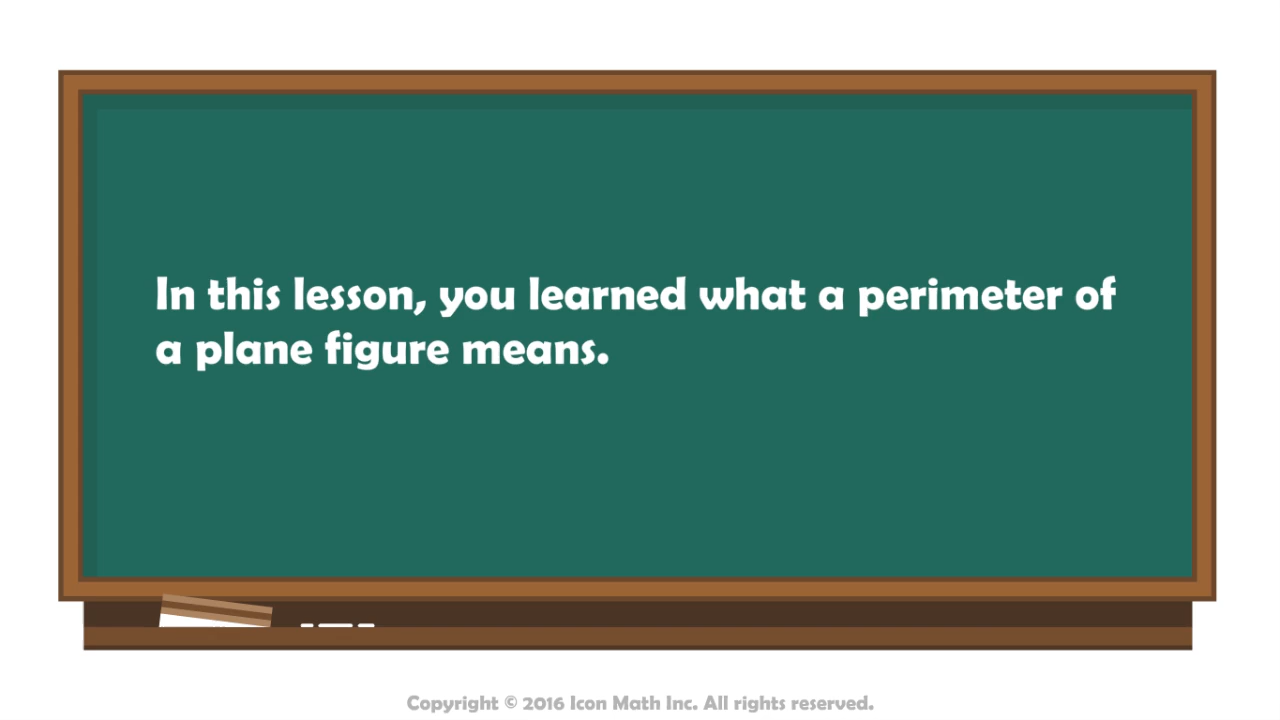 In this lesson, you learned what a perimeter of
a plane figure means.
Copyright © 2016 Icon Math Inc. All rights reserved.